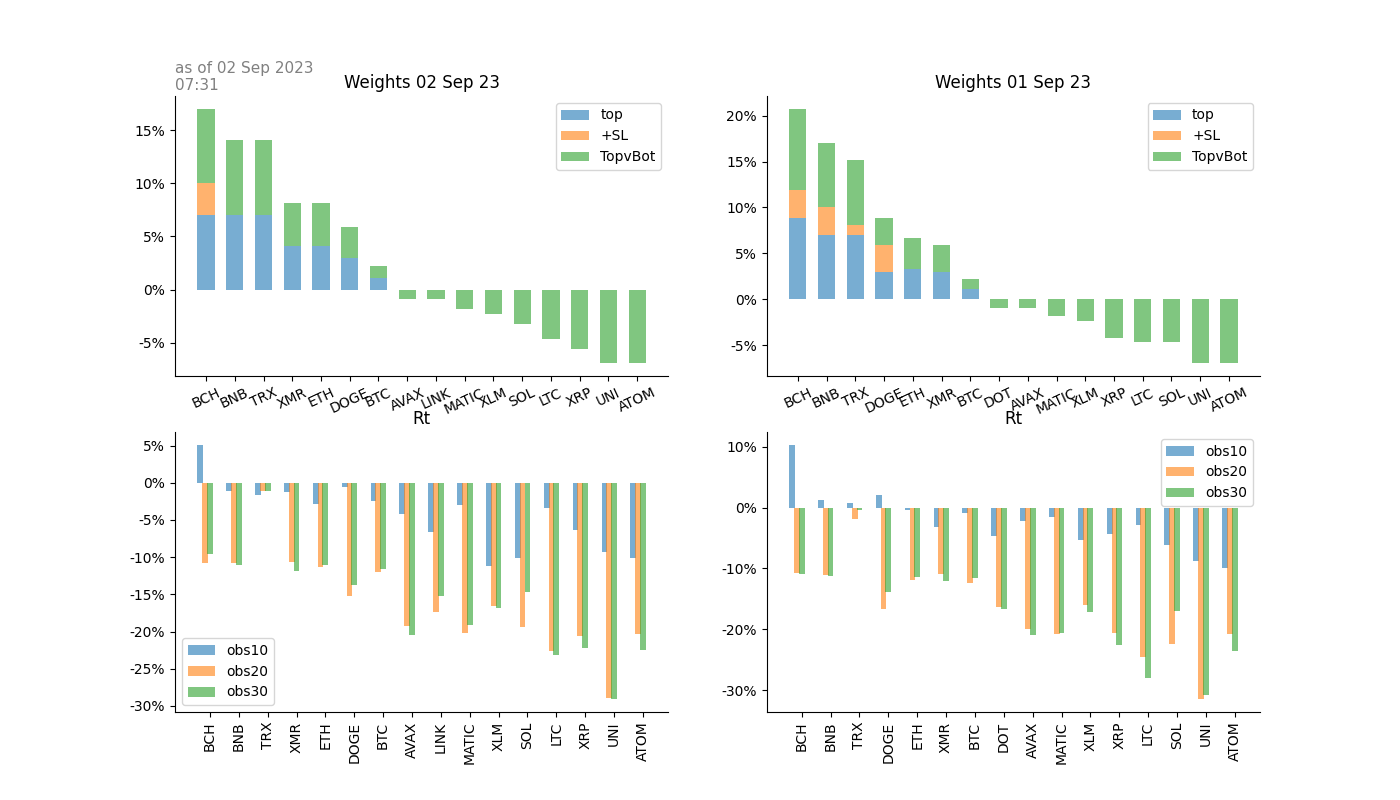 as of 02 Sep 2023
07:31
Weights 02 Sep 23
15%
10%
5%
0%
-5%
top
+SL
TopvBot
BCH BNB TRX XMR ETH DOGE BTC AVAX LINK MATIC XLM SOL LTC XRP UNI ATOM
Weights 01 Sep 23
20%
15%
10%
5%
0%
-5%
top
+SL
TopvBot
BCH BNB TRX DOGE ETH XMR BTC DOT AVAX MATIC XLM XRP LTC SOL UNI ATOM
Rt
5%
0%
-5%
-10%
-15%
-20%
-25%
-30%
obs10
obs20
obs30
BCH BNB TRX XMR ETH DOGE BTC AVAX LINK MATIC XLM SOL LTC XRP UNI ATOM
Rt
10%
0%
-10%
-20%
-30%
obs10
obs20
obs30
BCH BNB TRX DOGE ETH XMR BTC DOT AVAX MATIC XLM XRP LTC SOL UNI ATOM